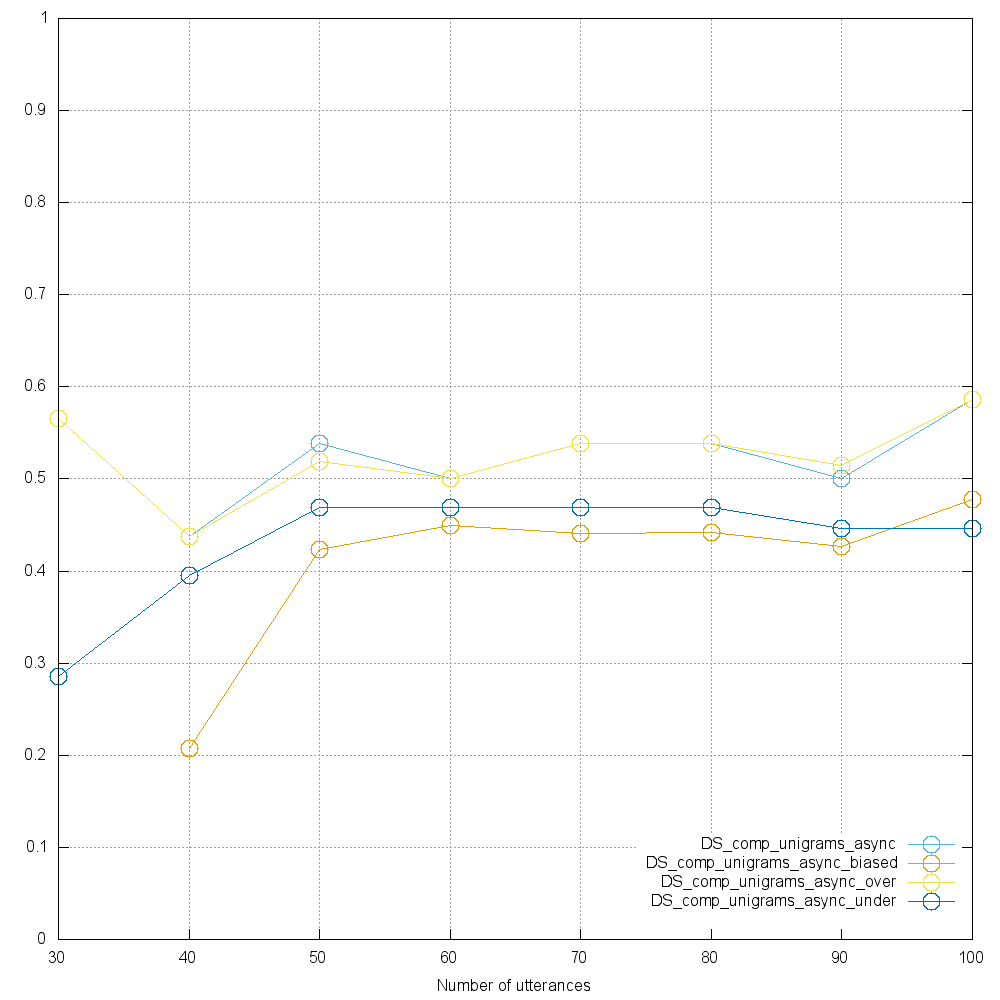 1
0.9
0.8
0.7
0.6
0.5
0.4
0.3
0.2
0.1
0
30 40 50 60 70 80 90 100
Number of utterances
DS_comp_unigrams_async
DS_comp_unigrams_async_biased
DS_comp_unigrams_async_over
DS_comp_unigrams_async_under